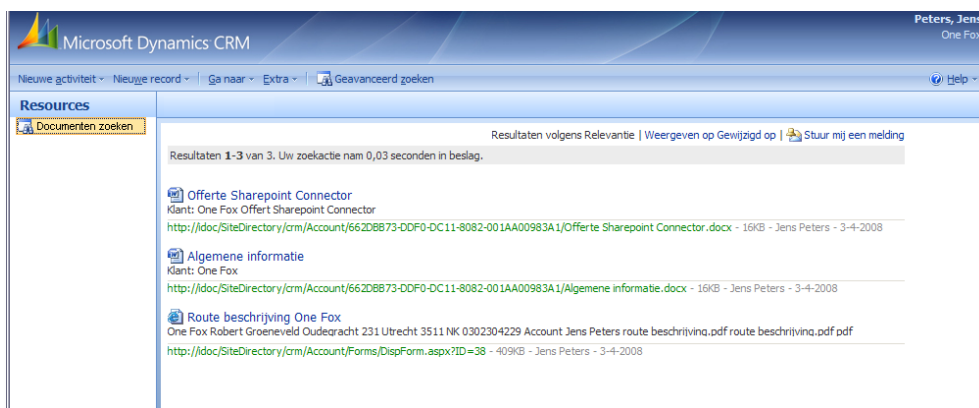 Peters, Jens
One Fox
Microsoft Dynamics CRM
Nieuwe activiteit Nieuwe record Ga naar Extra Geavanceerd zoeken Help
Resources
Documenten zoeken
Resultaten volgens Relevantie | Weergeven op Gewijzigd op | Stuur mij een melding
Resultaten 1-3 van 3. Uw zoekactie nam 0,03 seconden in beslag.
Offerte Sharepoint Connector
Klant: One Fox Offert Sharepoint Connector
http://idoc/SiteDirectory/crm/Account/662DBB73-DDF0-DC11-8082-001AA00983A1/Offerte Sharepoint Connector.docx - 16KB - Jens Peters - 3-4-2008
Algemene informatie
Klant: One Fox
http://idoc/SiteDirectory/crm/Account/662DBB73-DDF0-DC11-8082-001AA00983A1/Algemene informatie.docx - 16KB - Jens Peters - 3-4-2008
Route beschrijving One Fox
One Fox Robert Groeneveld Oudegracht 231 Utrecht 3511 NK 0302304229 Account Jens Peters route beschrijving.pdf route beschrijving.pdf pdf
http://idoc/SiteDirectory/crm/Account/Forms/DispForm.aspx?ID=38 - 409KB - Jens Peters - 3-4-2008